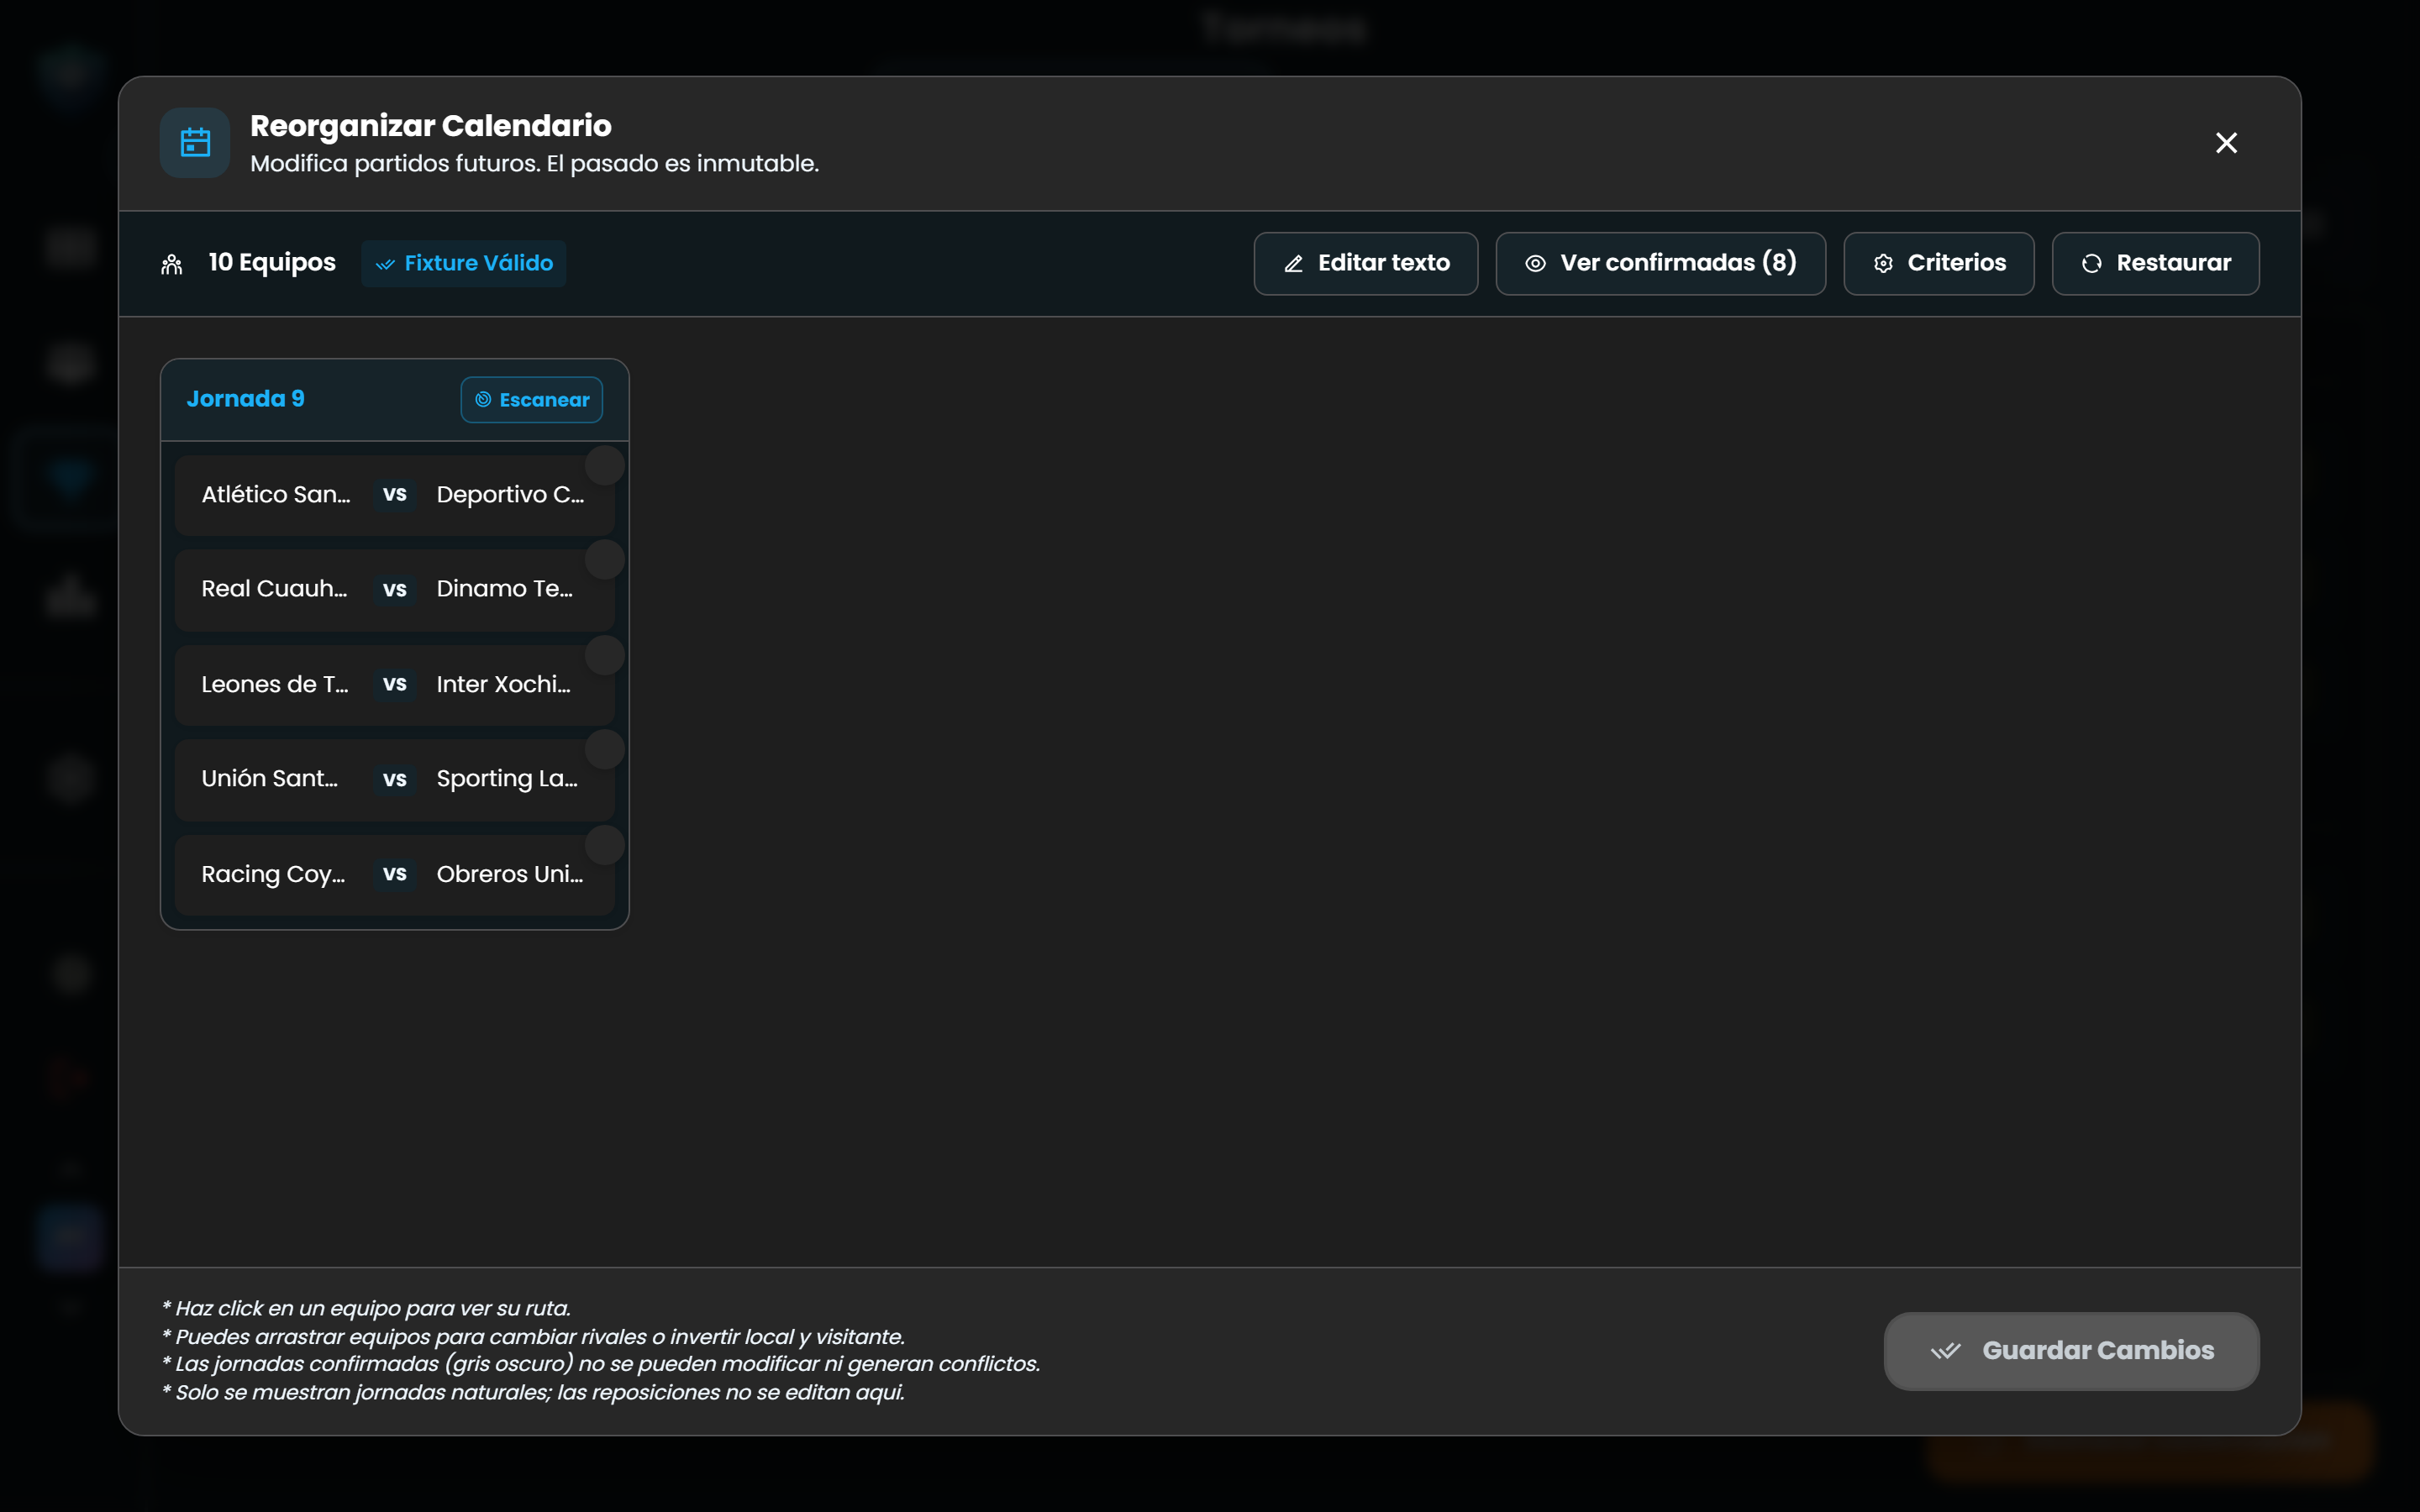 Torneos
Reorganizar Calendario
Modifica partidos futuros. El pasado es inmutable.
10 Equipos
Fixture Válido
Editar texto
Ver confirmadas (8)
Criterios
Restaurar
Jornada 9
Escanear
Atlético San... VS Deportivo C...
Real Cuauh... VS Dinamo Te...
Leones de T... VS Inter Xochi...
Unión Sant... VS Sporting La...
Racing Coy... VS Obreros Uni...
* Haz click en un equipo para ver su ruta.
* Puedes arrastrar equipos para cambiar rivales o invertir local y visitante.
* Las jornadas confirmadas (gris oscuro) no se pueden modificar ni generan conflictos.
* Solo se muestran jornadas naturales; las reposiciones no se editan aqui.
Guardar Cambios